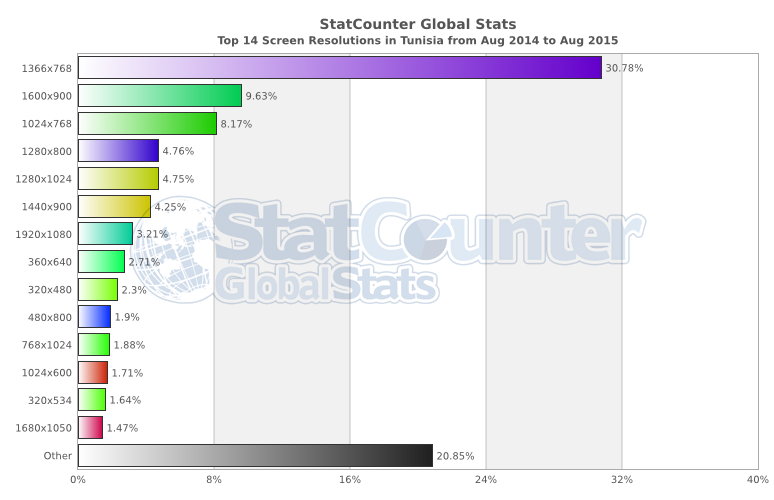 StatCounter Global Stats
Top 14 Screen Resolutions in Tunisia from Aug 2014 to Aug 2015
1366x768 30.78%
1600x900 9.63%
1024x768 8.17%
1280x800 4.76%
1280x1024 4.75%
1440x900 4.25%
1920x1080 3.21%
360x640 2.71%
320x480 2.3%
480x800 1.9%
768x1024 1.88%
1024x600 1.71%
320x534 1.64%
1680x1050 1.47%
Other 20.85%
0% 8% 16% 24% 32% 40%
StatCounter
GlobalStats